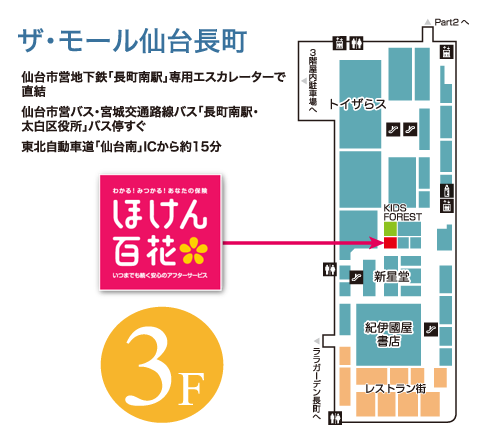 ザ・モール仙台長町
仙台市営地下鉄「長町南駅」専用エスカレーターで
直結
仙台市営バス・宮城交通路線バス「長町南駅・
太白区役所」バス停すぐ
東北自動車道「仙台南」ICから約15分
わかる!みつかる!あなたの保険
ほけん
百花
いつまでも続く安心のアフターサービス
3F
Part2へ
3階屋内駐車場へ
トイザらス
KIDS
FOREST
新星堂
紀伊國屋
書店
レストラン街
ララガーデン長町へ